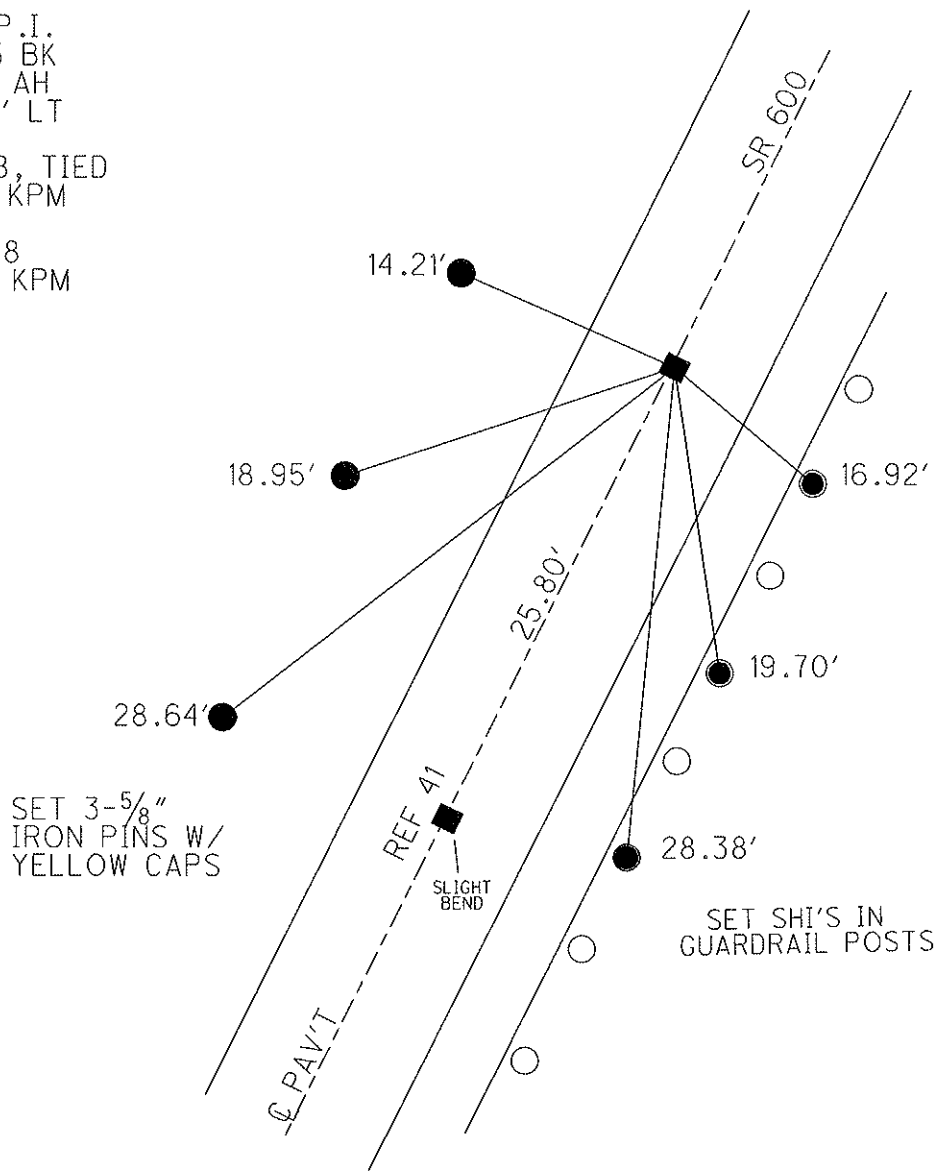 P.I.
BK
AH
' LT
, TIED
KPM
8
KPM
SR 600
14.21'
18.95'
16.92'
25.80'
19.70'
28.64'
REF 41
28.38'
SET 3-5/8"
IRON PINS W/
YELLOW CAPS
SLIGHT
BEND
SET SHI'S IN
GUARDRAIL POSTS
℄ PAV'T